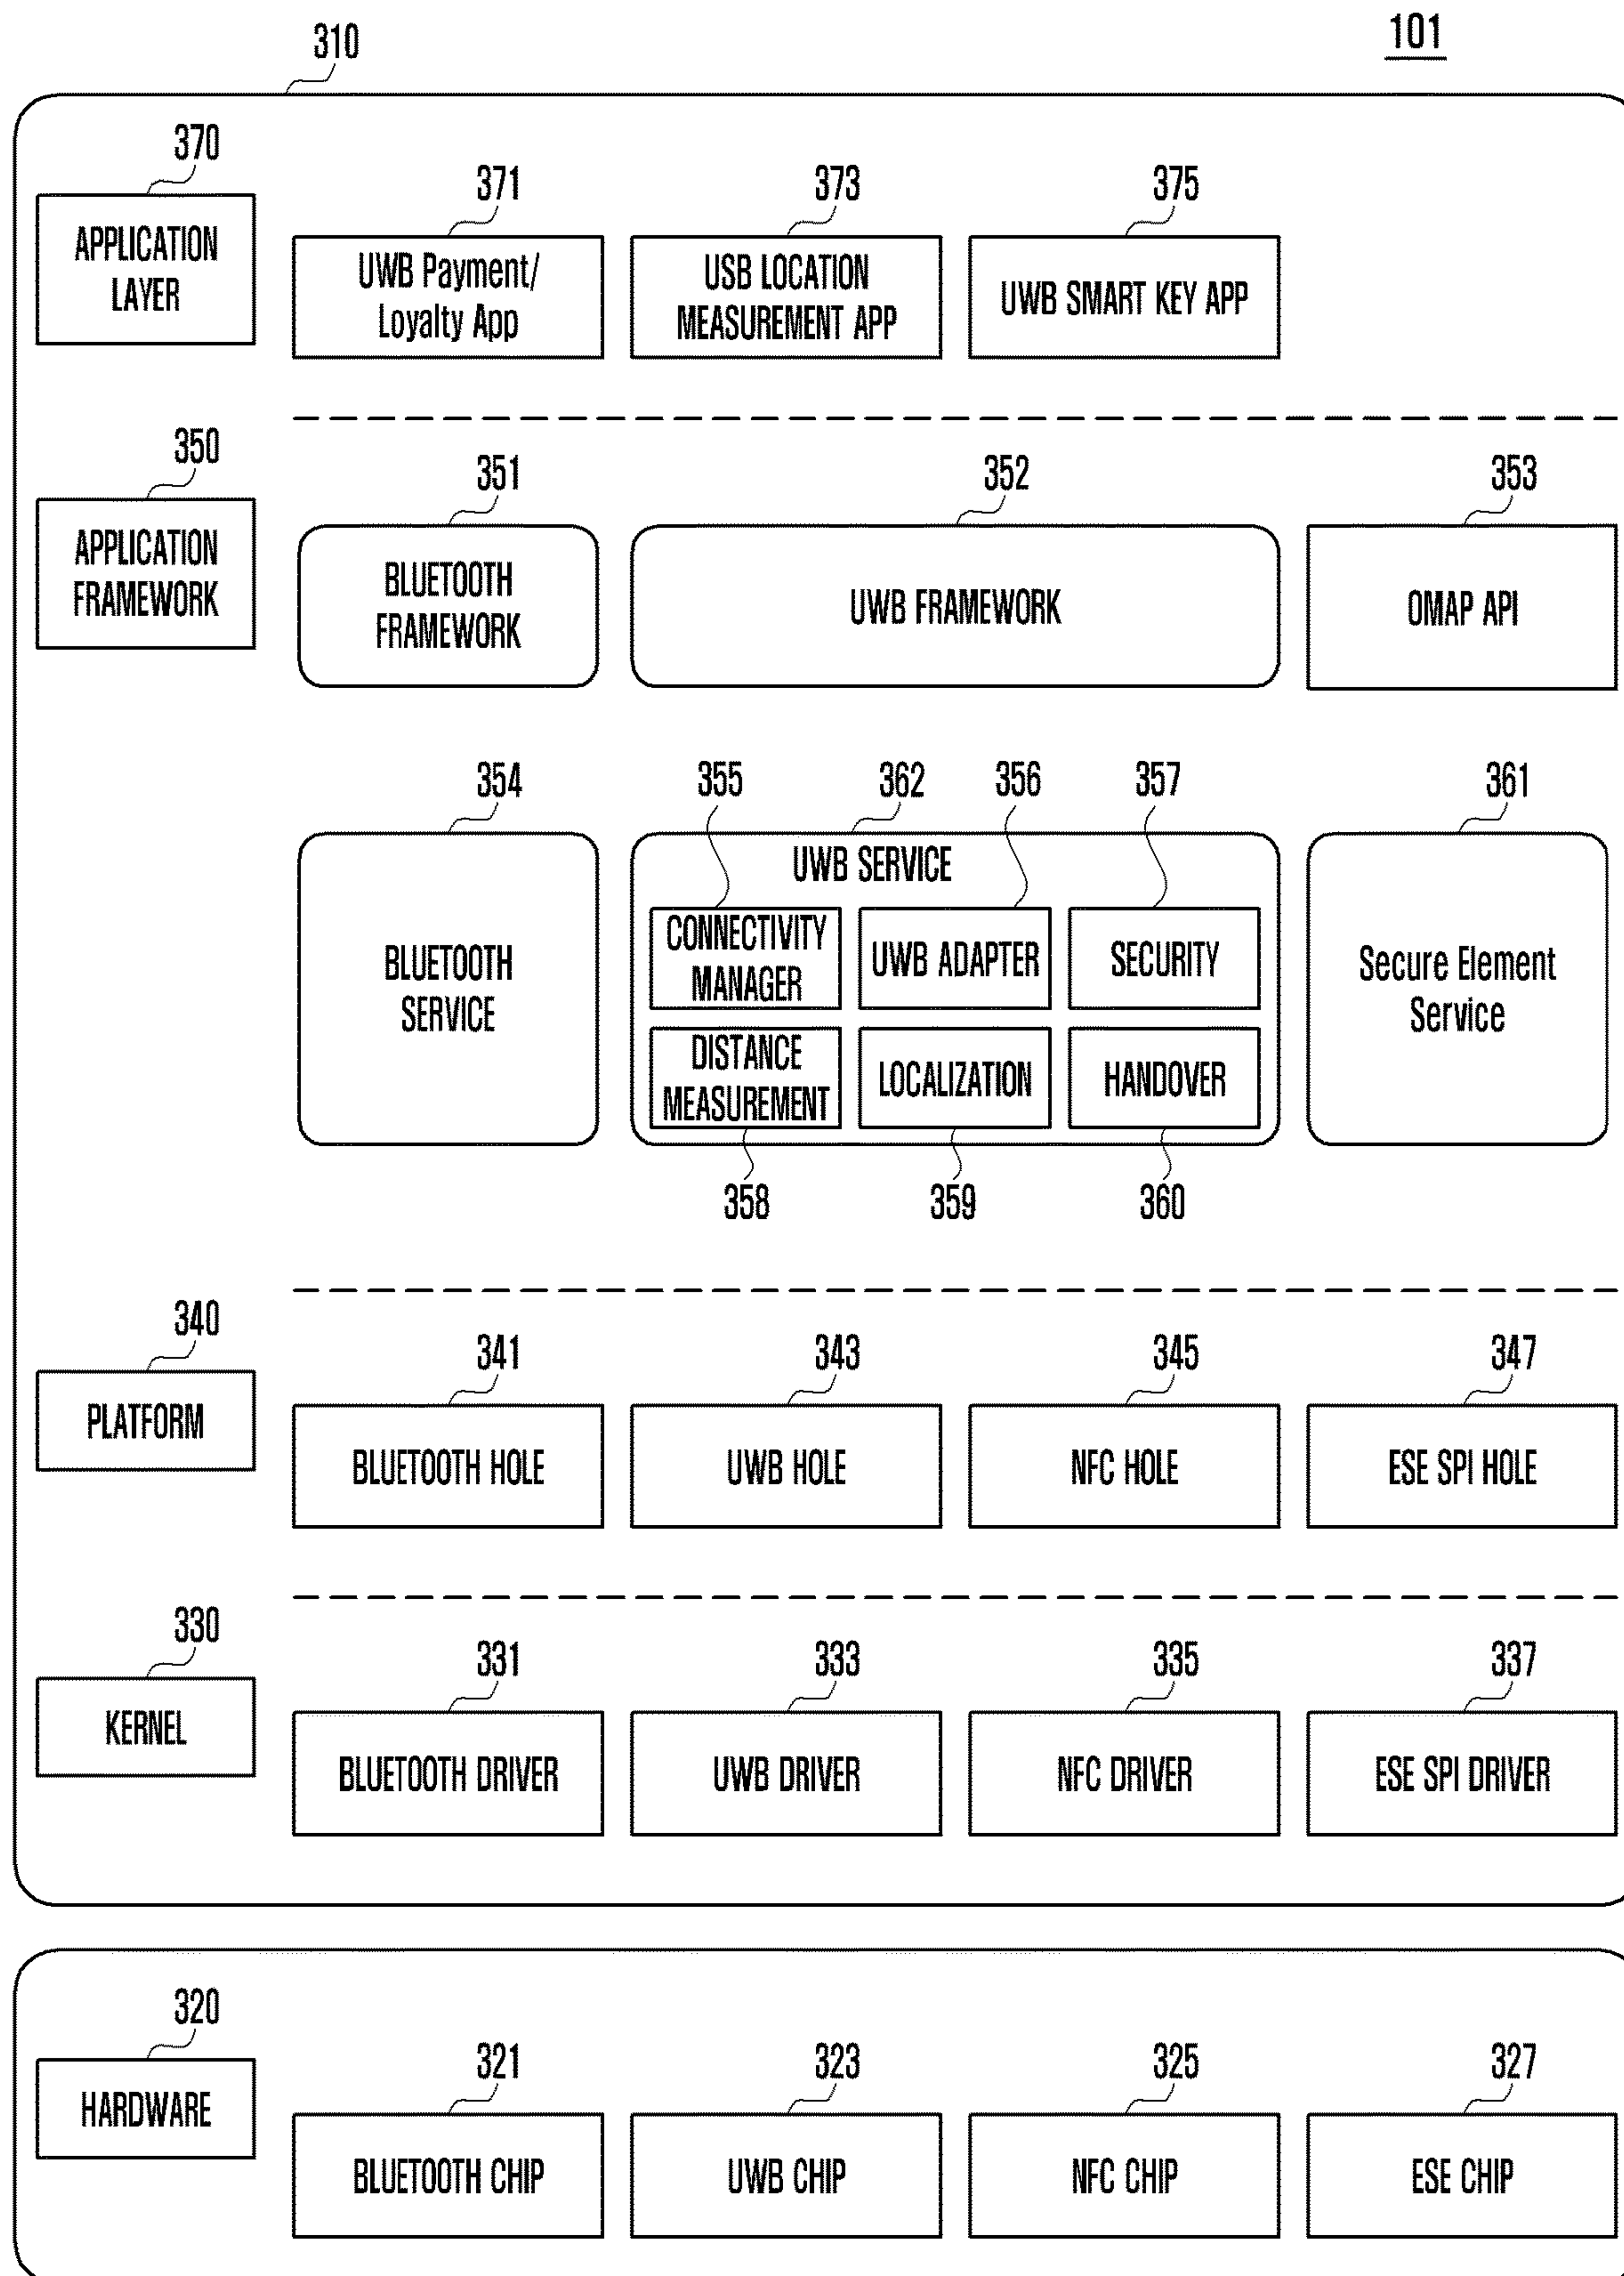 101
310
370
371
373
375
APPLICATION
LAYER
UWB Payment/
Loyalty App
USB LOCATION
MEASUREMENT APP
UWB SMART KEY APP
350
351
352
353
APPLICATION
FRAMEWORK
BLUETOOTH
FRAMEWORK
UWB FRAMEWORK
OMAP API
354
355
362
356
357
361
BLUETOOTH
SERVICE
UWB SERVICE
CONNECTIVITY
MANAGER
UWB ADAPTER
SECURITY
DISTANCE
MEASUREMENT
LOCALIZATION
HANDOVER
Secure Element
Service
358
359
360
340
341
343
345
347
PLATFORM
BLUETOOTH HOLE
UWB HOLE
NFC HOLE
ESE SPI HOLE
330
331
333
335
337
KERNEL
BLUETOOTH DRIVER
UWB DRIVER
NFC DRIVER
ESE SPI DRIVER
320
321
323
325
327
HARDWARE
BLUETOOTH CHIP
UWB CHIP
NFC CHIP
ESE CHIP